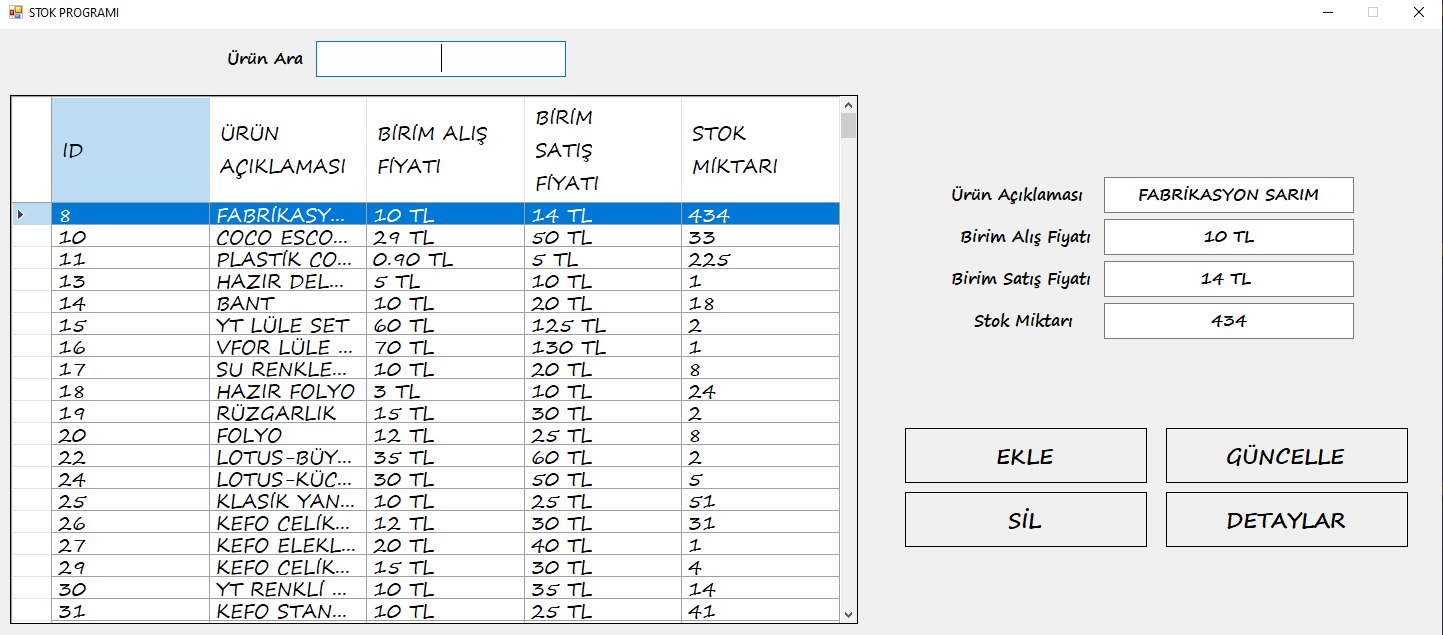 STOK PROGRAMI
Ürün Ara
ID ÜRÜN AÇIKLAMASI BİRİM ALIŞ FİYATI BİRİM SATIŞ FİYATI STOK MİKTARI
8 FABRİKASY... 10 TL 14 TL 434
10 COCO ESCO... 29 TL 50 TL 33
11 PLASTİK CO... 0.90 TL 5 TL 225
13 HAZIR DEL... 5 TL 10 TL 1
14 BANT 10 TL 20 TL 18
15 YT LÜLE SET 60 TL 125 TL 2
16 VFOR LÜLE ... 70 TL 130 TL 1
17 SU RENKLE... 10 TL 20 TL 8
18 HAZIR FOLYO 3 TL 10 TL 24
19 RÜZGARLIK 15 TL 30 TL 2
20 FOLYO 12 TL 25 TL 8
22 LOTUS-BÜY... 35 TL 60 TL 2
24 LOTUS-KÜÇ... 30 TL 50 TL 5
25 KLASİK YAN... 10 TL 25 TL 51
26 KEFO CELİK... 12 TL 30 TL 31
27 KEFO ELEKL... 20 TL 40 TL 1
29 KEFO CELİK... 15 TL 30 TL 4
30 YT RENKLİ ... 10 TL 35 TL 14
31 KEFO STAN... 10 TL 25 TL 41
Ürün Açıklaması FABRİKASYON SARIM
Birim Alış Fiyatı 10 TL
Birim Satış Fiyatı 14 TL
Stok Miktarı 434
EKLE GÜNCELLE
SİL DETAYLAR